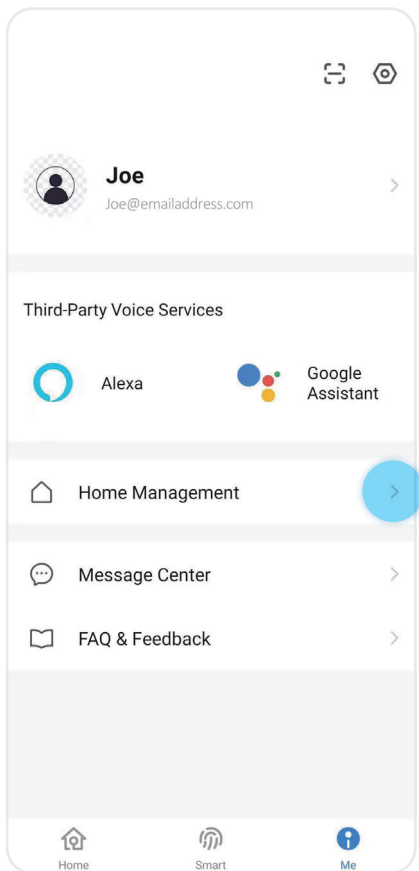 Joe
Joe@emailaddress.com
Third-Party Voice Services
Alexa
Google
Assistant
Home Management
Message Center
FAQ & Feedback
Home
Smart
Me